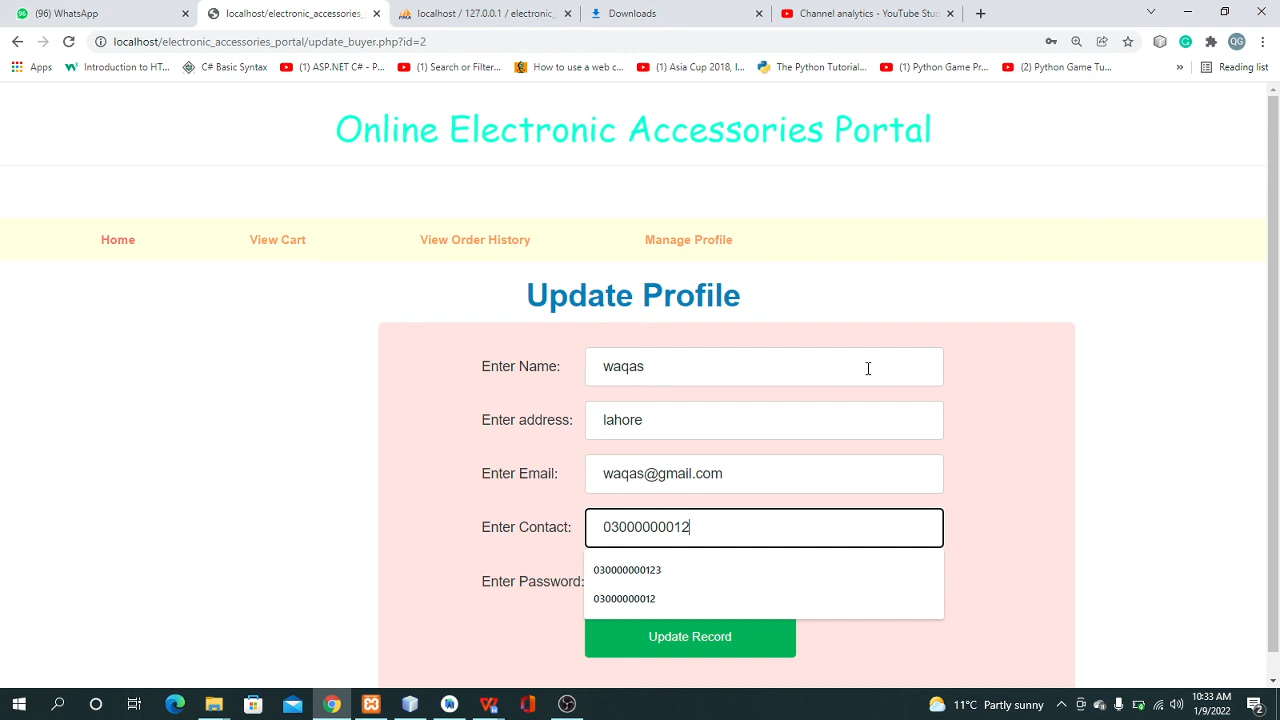 (96) WhatsApp
localhost/electronic_accessories_
localhost / 127.0.0.1 / electronic_
Downloads
Channel analytics - YouTube Stud
localhost/electronic_accessories_portal/update_buyer.php?id=2
QG
Apps
Introduction to HT...
C# Basic Syntax
(1) ASP.NET C# - P...
(1) Search or Filter...
How to use a web c...
(1) Asia Cup 2018, I...
The Python Tutorial...
(1) Python Game Pr...
(2) Python Game Tu...
»
Reading list
Online Electronic Accessories Portal
Home
View Cart
View Order History
Manage Profile
Update Profile
Enter Name: waqas
Enter address: lahore
Enter Email: waqas@gmail.com
Enter Contact: 03000000012
030000000123
Enter Password:
03000000012
Update Record
11°C Partly sunny
10:33 AM
1/9/2022
2